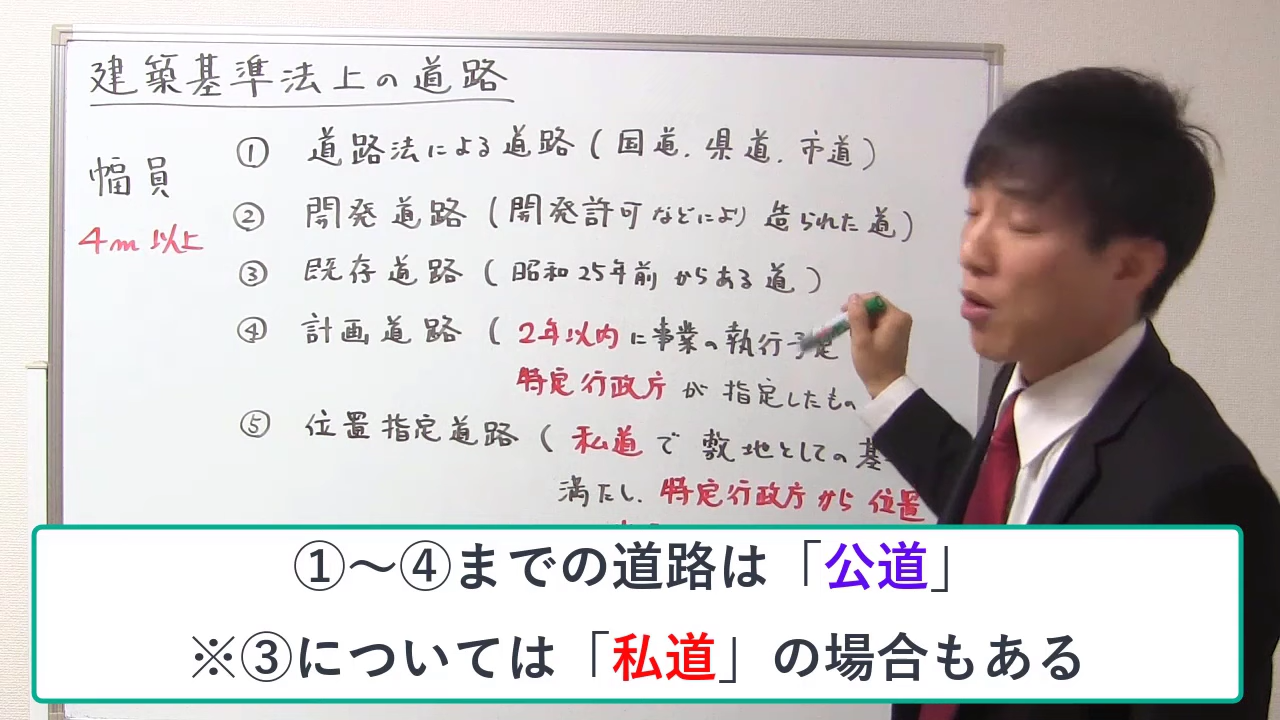 建築基準法上の道路
幅員
4m以上
① 道路法による道路(国道、県道、市道)
② 開発道路(開発許可などにより造られた道)
③ 既存道路(昭和25年前からある道)
④ 計画道路(2年以内に事業の執行予定
特定行政庁が指定したもの
⑤ 位置指定道路(私道で敷地としての基
満たし、特定行政庁から位置
①～④までの道路は「公道」
※③については「私道」の場合もある